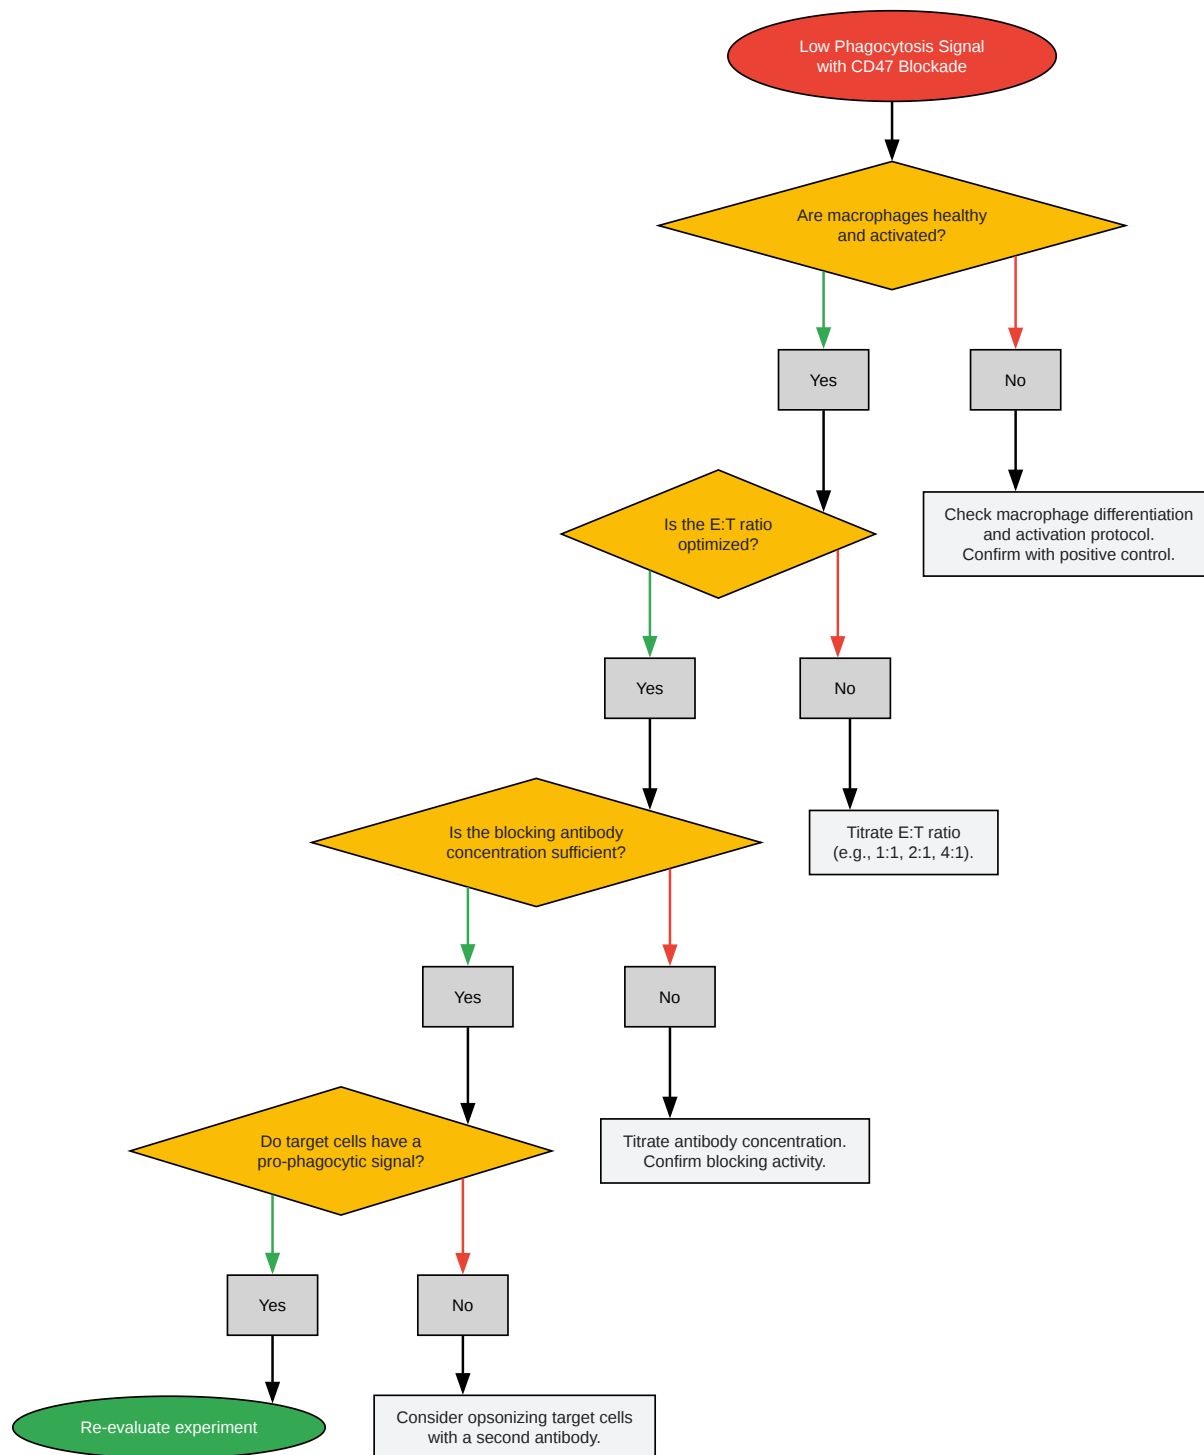 Low Phagocytosis Signal
with CD47 Blockade
Are macrophages healthy
and activated?
Yes
No
Is the E:T ratio
optimized?
Check macrophage differentiation
and activation protocol.
Confirm with positive control.
Yes
No
Is the blocking antibody
concentration sufficient?
Titrate E:T ratio
(e.g., 1:1, 2:1, 4:1).
Yes
No
Do target cells have a
pro-phagocytic signal?
Titrate antibody concentration.
Confirm blocking activity.
Yes
No
Re-evaluate experiment
Consider opsonizing target cells
with a second antibody.